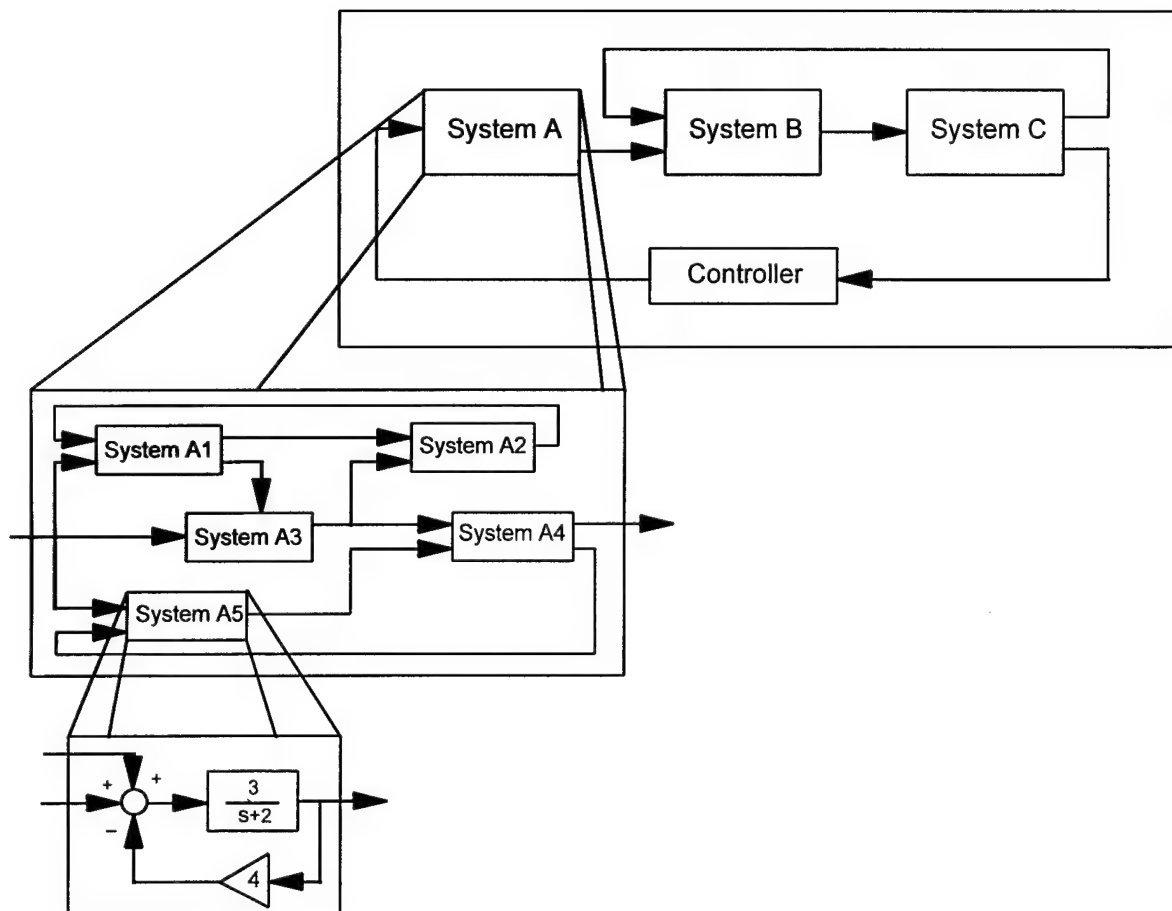 System A
System B
System C
Controller
System A1
System A2
System A3
System A4
System A5
+
+
−
3
s+2
4